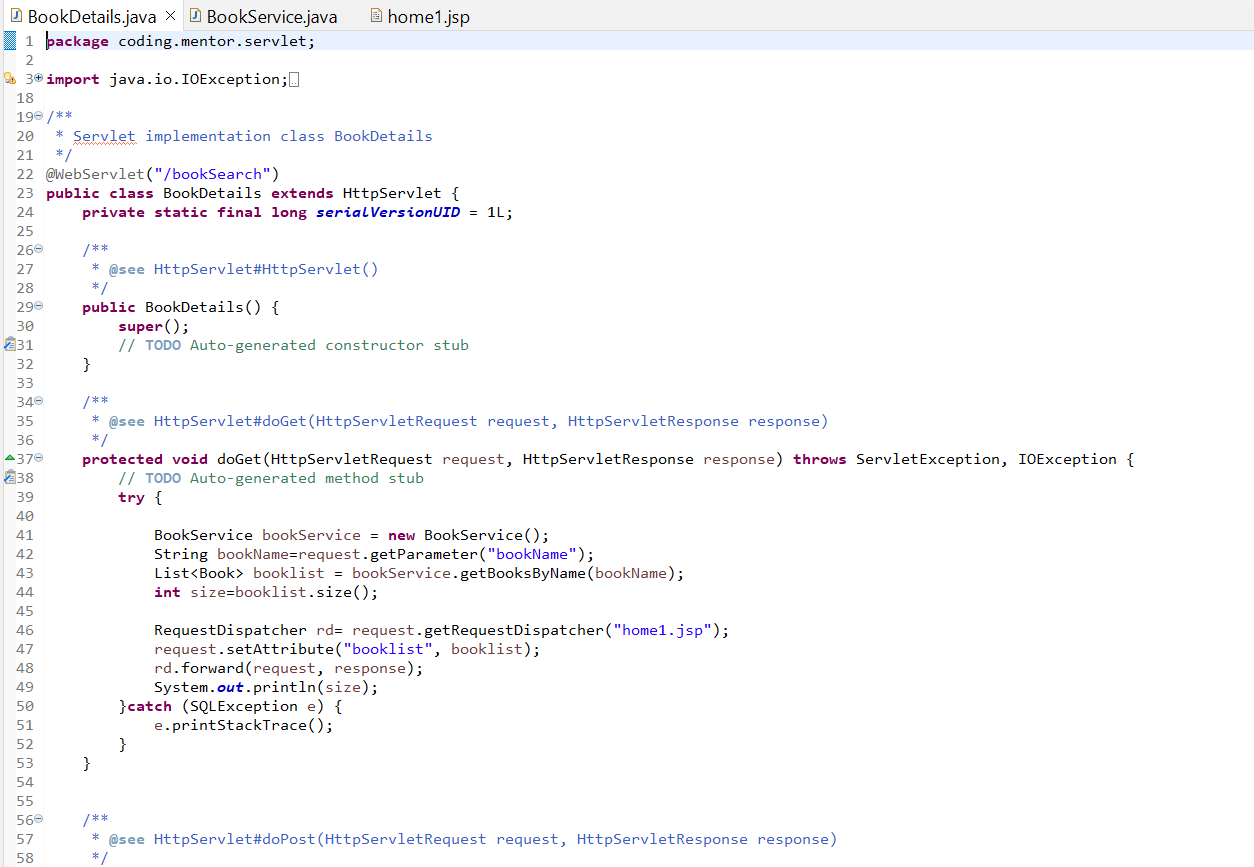 BookDetails.java BookService.java home1.jsp
1 package coding.mentor.servlet;
2
3 import java.io.IOException;
18
19 /**
20  * Servlet implementation class BookDetails
21  */
22 @WebServlet("/bookSearch")
23 public class BookDetails extends HttpServlet {
24     private static final long serialVersionUID = 1L;
25
26     /**
27      * @see HttpServlet#HttpServlet()
28      */
29     public BookDetails() {
30         super();
31         // TODO Auto-generated constructor stub
32     }
33
34     /**
35      * @see HttpServlet#doGet(HttpServletRequest request, HttpServletResponse response)
36      */
37     protected void doGet(HttpServletRequest request, HttpServletResponse response) throws ServletException, IOException {
38         // TODO Auto-generated method stub
39         try {
40
41             BookService bookService = new BookService();
42             String bookName=request.getParameter("bookName");
43             List<Book> booklist = bookService.getBooksByName(bookName);
44             int size=booklist.size();
45
46             RequestDispatcher rd= request.getRequestDispatcher("home1.jsp");
47             request.setAttribute("booklist", booklist);
48             rd.forward(request, response);
49             System.out.println(size);
50         }catch (SQLException e) {
51             e.printStackTrace();
52         }
53     }
54
55
56     /**
57      * @see HttpServlet#doPost(HttpServletRequest request, HttpServletResponse response)
58      */